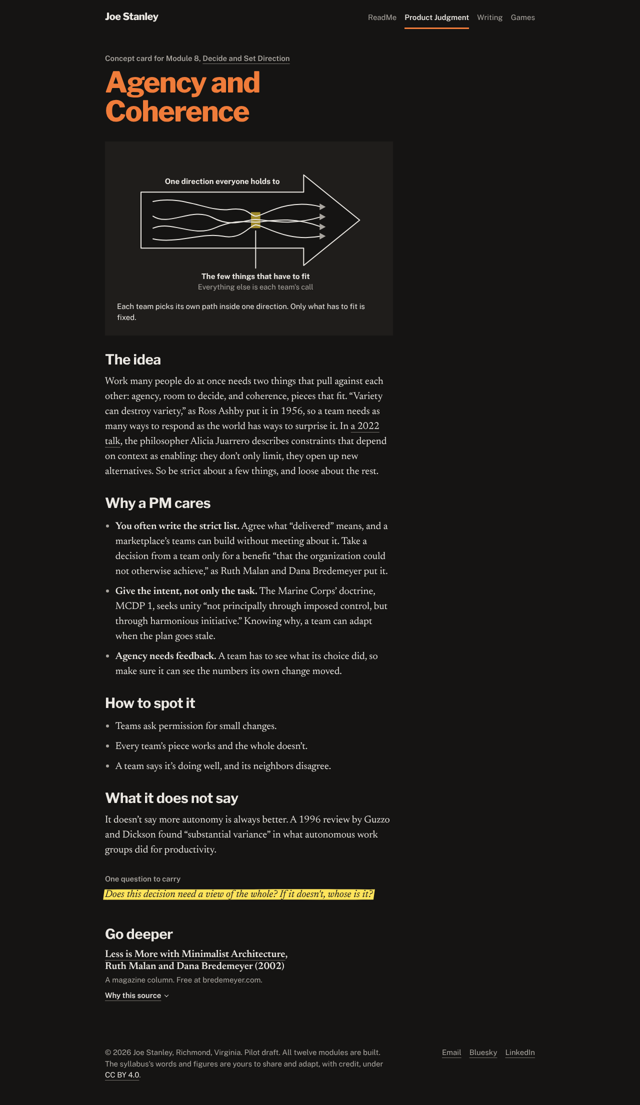 Joe Stanley
ReadMe Product Judgment Writing Games
Concept card for Module 8, Decide and Set Direction
Agency and
Coherence
One direction everyone holds to
The few things that have to fit
Everything else is each team's call
Each team picks its own path inside one direction. Only what has to fit is
fixed.
The idea
Work many people do at once needs two things that pull against each
other: agency, room to decide, and coherence, pieces that fit. “Variety
can destroy variety,” as Ross Ashby put it in 1956, so a team needs as
many ways to respond as the world has ways to surprise it. In a 2022
talk, the philosopher Alicia Juarrero describes constraints that depend
on context as enabling: they don’t only limit, they open up new
alternatives. So be strict about a few things, and loose about the rest.
Why a PM cares
• You often write the strict list. Agree what “delivered” means, and a
marketplace’s teams can build without meeting about it. Take a
decision from a team only for a benefit “that the organization could
not otherwise achieve,” as Ruth Malan and Dana Bredemeyer put it.
• Give the intent, not only the task. The Marine Corps’ doctrine,
MCDP 1, seeks unity “not principally through imposed control, but
through harmonious initiative.” Knowing why, a team can adapt
when the plan goes stale.
• Agency needs feedback. A team has to see what its choice did, so
make sure it can see the numbers its own change moved.
How to spot it
• Teams ask permission for small changes.
• Every team’s piece works and the whole doesn’t.
• A team says it’s doing well, and its neighbors disagree.
What it does not say
It doesn’t say more autonomy is always better. A 1996 review by Guzzo
and Dickson found “substantial variance” in what autonomous work
groups did for productivity.
One question to carry
Does this decision need a view of the whole? If it doesn’t, whose is it?
Go deeper
Less is More with Minimalist Architecture,
Ruth Malan and Dana Bredemeyer (2002)
A magazine column. Free at bredemeyer.com.
Why this source
© 2026 Joe Stanley, Richmond, Virginia. Pilot draft. All twelve modules are built.
The syllabus’s words and figures are yours to share and adapt, with credit, under
CC BY 4.0.
Email Bluesky LinkedIn